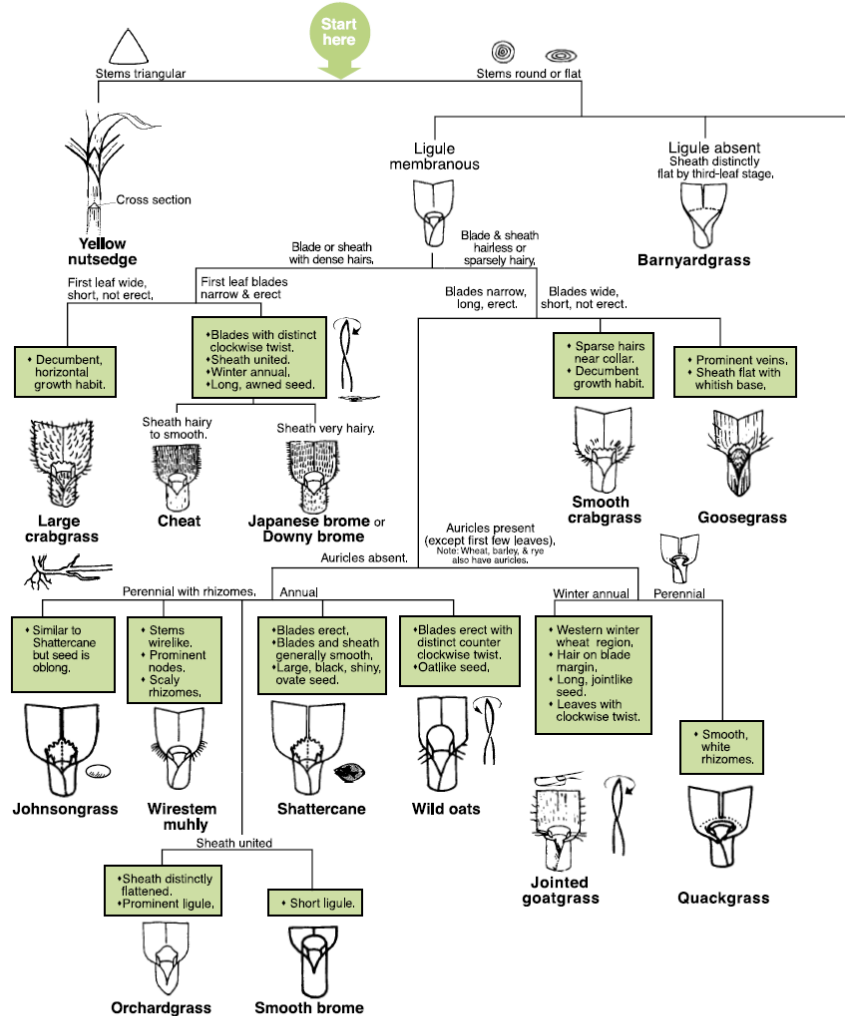 Start
here
Stems triangular
Stems round or flat
Ligule
membranous
Ligule absent
Sheath distinctly
flat by third-leaf stage.
Cross section
Yellow
nutsedge
Barnyardgrass
Blade or sheath
with dense hairs.
Blade & sheath
hairless or
sparsely hairy.
First leaf wide,
short, not erect.
First leaf blades
narrow & erect
Blades narrow,
long, erect.
Blades wide,
short, not erect.
• Decumbent,
horizontal
growth habit.
• Blades with distinct
clockwise twist.
• Sheath united.
• Winter annual.
• Long, awned seed.
• Sparse hairs
near collar.
• Decumbent
growth habit.
• Prominent veins.
• Sheath flat with
whitish base.
Sheath hairy
to smooth.
Sheath very hairy.
Large
crabgrass
Cheat
Japanese brome or
Downy brome
Smooth
crabgrass
Goosegrass
Auricles absent.
Auricles present
(except first few leaves).
Note: Wheat, barley, & rye
also have auricles.
Perennial with rhizomes.
Annual
Winter annual
Perennial
• Similar to
Shattercane
but seed is
oblong.
• Stems
wirelike.
• Prominent
nodes.
• Scaly
rhizomes.
• Blades erect.
• Blades and sheath
generally smooth.
• Large, black, shiny,
ovate seed.
• Blades erect with
distinct counter
clockwise twist.
• Oatlike seed.
• Western winter
wheat region.
• Hair on blade
margin.
• Long, jointlike
seed.
• Leaves with
clockwise twist.
• Smooth,
white
rhizomes.
Johnsongrass
Wirestem
muhly
Shattercane
Wild oats
Jointed
goatgrass
Quackgrass
Sheath united
• Sheath distinctly
flattened.
• Prominent ligule.
• Short ligule.
Orchardgrass
Smooth brome